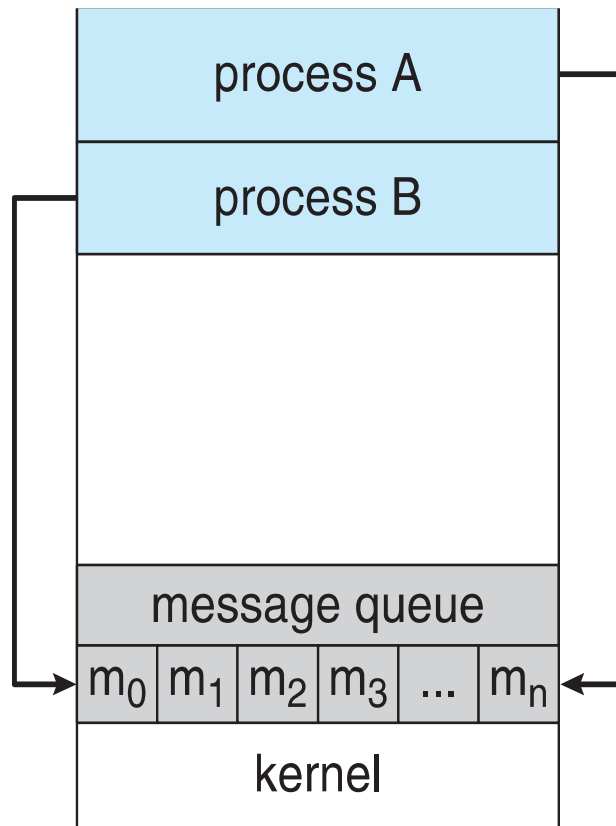 process A
process B
message queue
m₀ m₁ m₂ m₃ ... mₙ
kernel